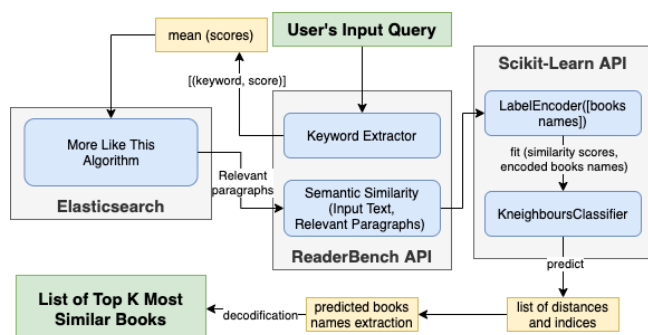 User's Input Query
mean (scores)
[(keyword, score)]
Keyword Extractor
More Like This
Algorithm
Elasticsearch
Relevant
paragraphs
Semantic Similarity
(Input Text,
Relevant Paragraphs)
ReaderBench API
Scikit-Learn API
LabelEncoder([books
names])
fit (similarity scores,
encoded books names)
KneighboursClassifier
predict
list of distances
and indices
predicted books
names extraction
decodification
List of Top K Most
Similar Books